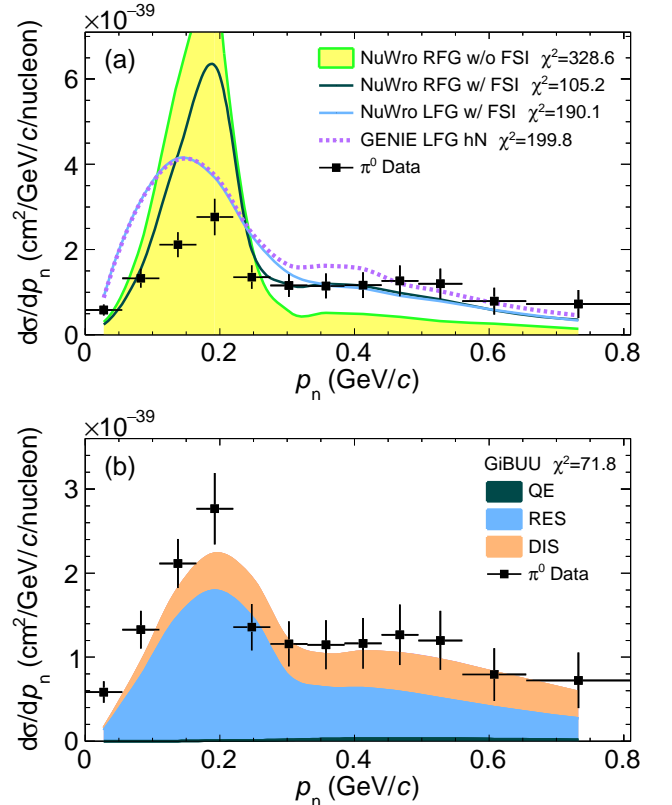 ×10⁻³⁹
(a)
NuWro RFG w/o FSI χ²=328.6
NuWro RFG w/ FSI χ²=105.2
NuWro LFG w/ FSI χ²=190.1
GENIE LFG hN χ²=199.8
π⁰ Data
dσ/dpₙ (cm²/GeV/c/nucleon)
6
4
2
0
0 0.2 0.4 0.6 0.8
pₙ (GeV/c)
×10⁻³⁹
(b)
GiBUU χ²=71.8
QE
RES
DIS
π⁰ Data
dσ/dpₙ (cm²/GeV/c/nucleon)
3
2
1
0
0 0.2 0.4 0.6 0.8
pₙ (GeV/c)